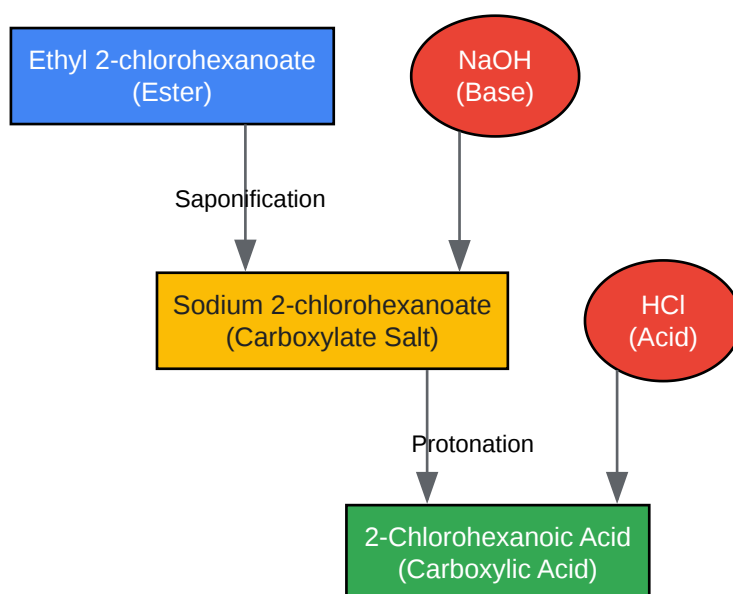 Ethyl 2-chlorohexanoate
(Ester)
NaOH
(Base)
Saponification
Sodium 2-chlorohexanoate
(Carboxylate Salt)
HCl
(Acid)
Protonation
2-Chlorohexanoic Acid
(Carboxylic Acid)